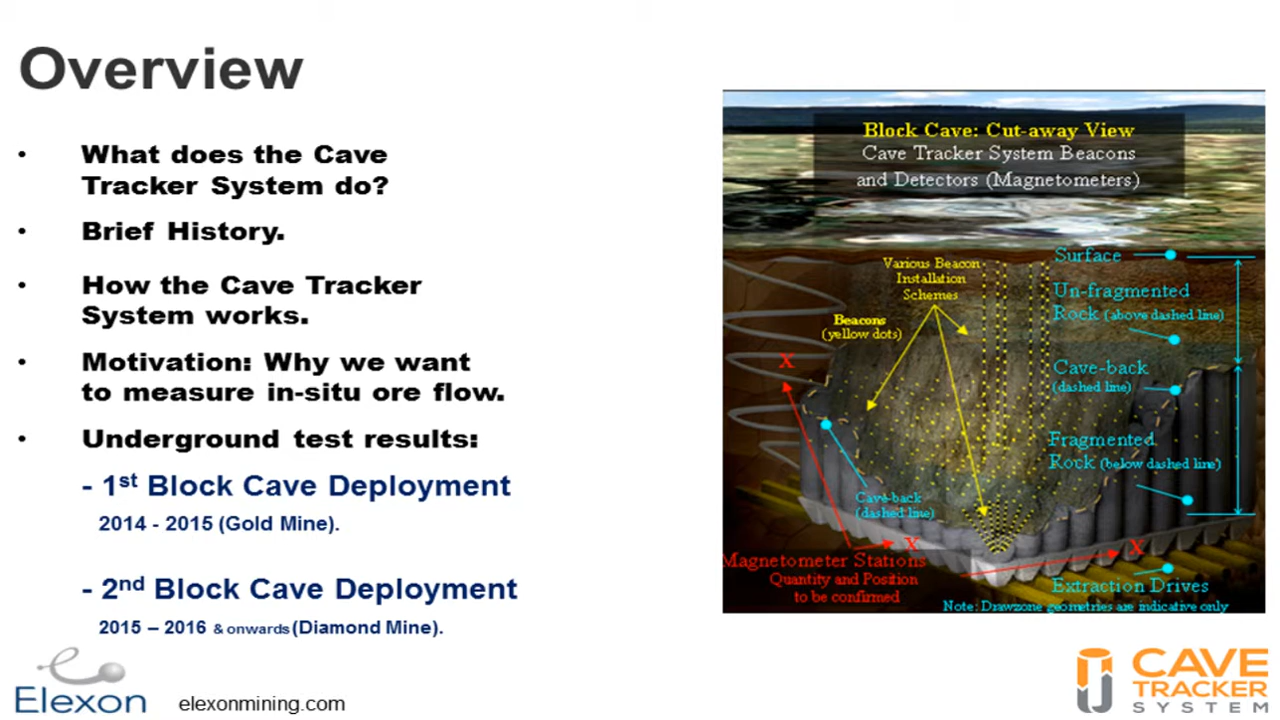 Overview
• What does the Cave
Tracker System do?
• Brief History.
• How the Cave Tracker
System works.
• Motivation: Why we want
to measure in-situ ore flow.
• Underground test results:
- 1st Block Cave Deployment
2014 - 2015 (Gold Mine).
- 2nd Block Cave Deployment
2015 – 2016 & onwards (Diamond Mine).
Elexon
elexonmining.com
Block Cave: Cut-away View
Cave Tracker System Beacons
and Detectors (Magnetometers)
Various Beacon
Installation
Schemes
Beacons
(yellow dots)
Surface
Un-fragmented
Rock (above dashed line)
Cave-back
(dashed line)
Fragmented
Rock (below dashed line)
Cave-back
(dashed line)
X
X
X
Magnetometer Stations
Quantity and Position
to be confirmed
Extraction Drives
Note: Drawzone geometries are indicative only
CAVE
TRACKER
SYSTEM